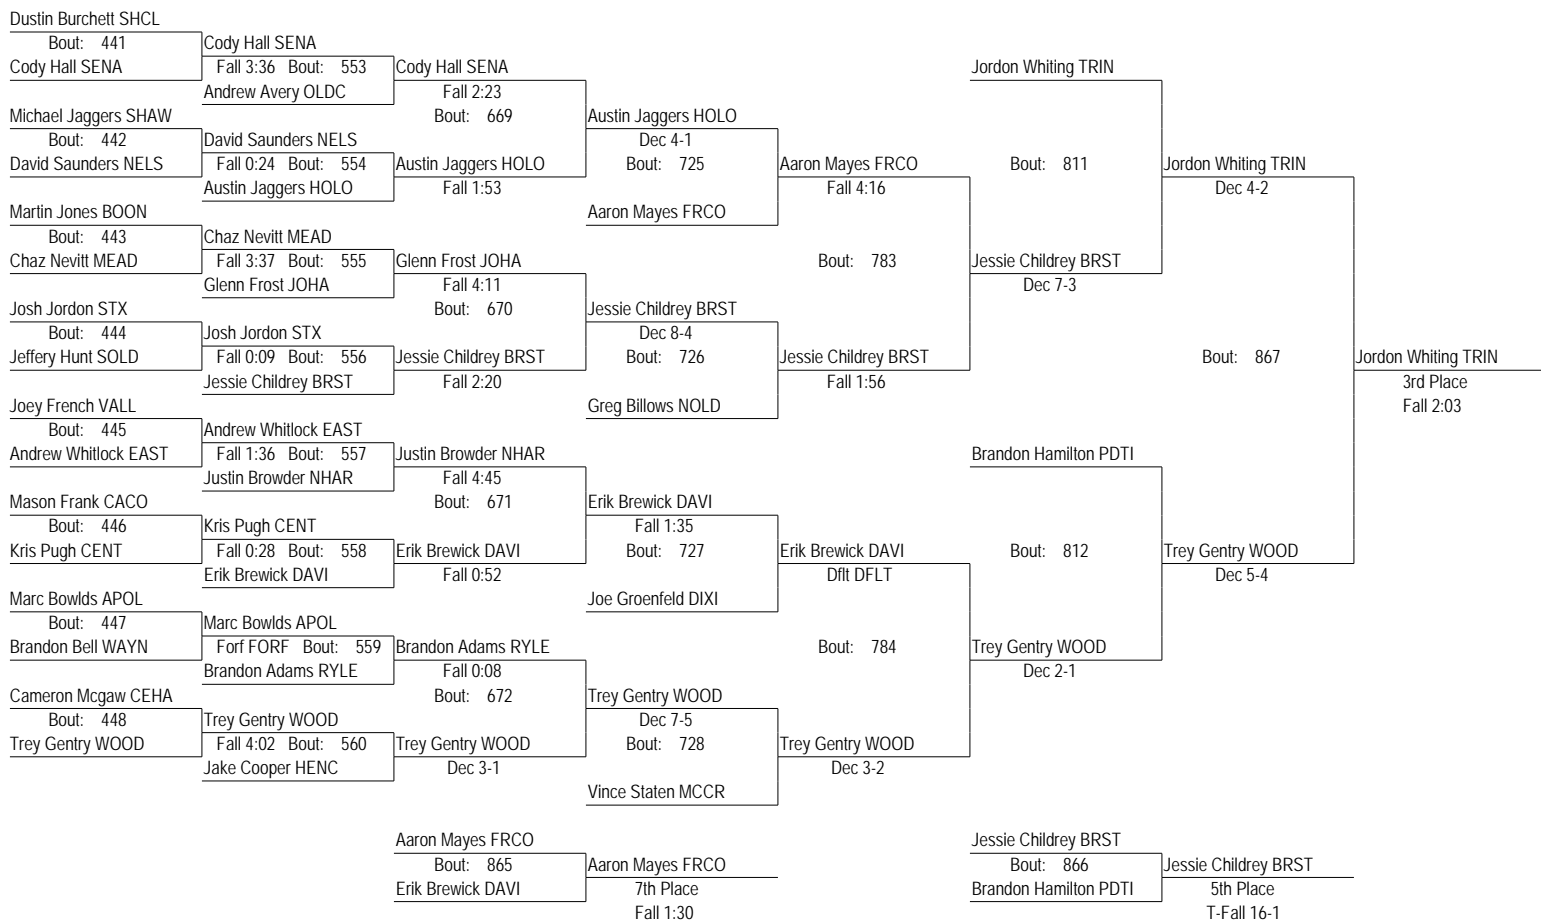 Dustin Burchett SHCL
Bout: 441
Cody Hall SENA
Cody Hall SENA
Fall 3:36 Bout: 553
Cody Hall SENA
Jordon Whiting TRIN
Andrew Avery OLDC
Fall 2:23
Michael Jaggers SHAW
Bout: 669
Austin Jaggers HOLO
Bout: 442
David Saunders NELS
Dec 4-1
David Saunders NELS
Fall 0:24 Bout: 554
Austin Jaggers HOLO
Bout: 725
Aaron Mayes FRCO
Bout: 811
Jordon Whiting TRIN
Austin Jaggers HOLO
Fall 1:53
Fall 4:16
Dec 4-2
Martin Jones BOON
Aaron Mayes FRCO
Bout: 443
Chaz Nevitt MEAD
Chaz Nevitt MEAD
Fall 3:37 Bout: 555
Glenn Frost JOHA
Bout: 783
Jessie Childrey BRST
Glenn Frost JOHA
Fall 4:11
Dec 7-3
Josh Jordon STX
Bout: 670
Jessie Childrey BRST
Bout: 444
Josh Jordon STX
Dec 8-4
Jeffery Hunt SOLD
Fall 0:09 Bout: 556
Jessie Childrey BRST
Bout: 726
Jessie Childrey BRST
Bout: 867
Jordon Whiting TRIN
Jessie Childrey BRST
Fall 2:20
Fall 1:56
3rd Place
Joey French VALL
Greg Billows NOLD
Fall 2:03
Bout: 445
Andrew Whitlock EAST
Andrew Whitlock EAST
Fall 1:36 Bout: 557
Justin Browder NHAR
Brandon Hamilton PDTI
Justin Browder NHAR
Fall 4:45
Mason Frank CACO
Bout: 671
Erik Brewick DAVI
Bout: 446
Kris Pugh CENT
Fall 1:35
Kris Pugh CENT
Fall 0:28 Bout: 558
Erik Brewick DAVI
Bout: 727
Erik Brewick DAVI
Bout: 812
Trey Gentry WOOD
Erik Brewick DAVI
Fall 0:52
Dflt DFLT
Dec 5-4
Marc Bowlds APOL
Joe Groenfeld DIXI
Bout: 447
Marc Bowlds APOL
Brandon Bell WAYN
Forf FORF Bout: 559
Brandon Adams RYLE
Bout: 784
Trey Gentry WOOD
Brandon Adams RYLE
Fall 0:08
Dec 2-1
Cameron Mcgaw CEHA
Bout: 672
Trey Gentry WOOD
Bout: 448
Trey Gentry WOOD
Dec 7-5
Trey Gentry WOOD
Fall 4:02 Bout: 560
Trey Gentry WOOD
Bout: 728
Trey Gentry WOOD
Jake Cooper HENC
Dec 3-1
Dec 3-2
Vince Staten MCCR
Aaron Mayes FRCO
Jessie Childrey BRST
Bout: 865
Aaron Mayes FRCO
Bout: 866
Jessie Childrey BRST
Erik Brewick DAVI
7th Place
Brandon Hamilton PDTI
5th Place
Fall 1:30
T-Fall 16-1